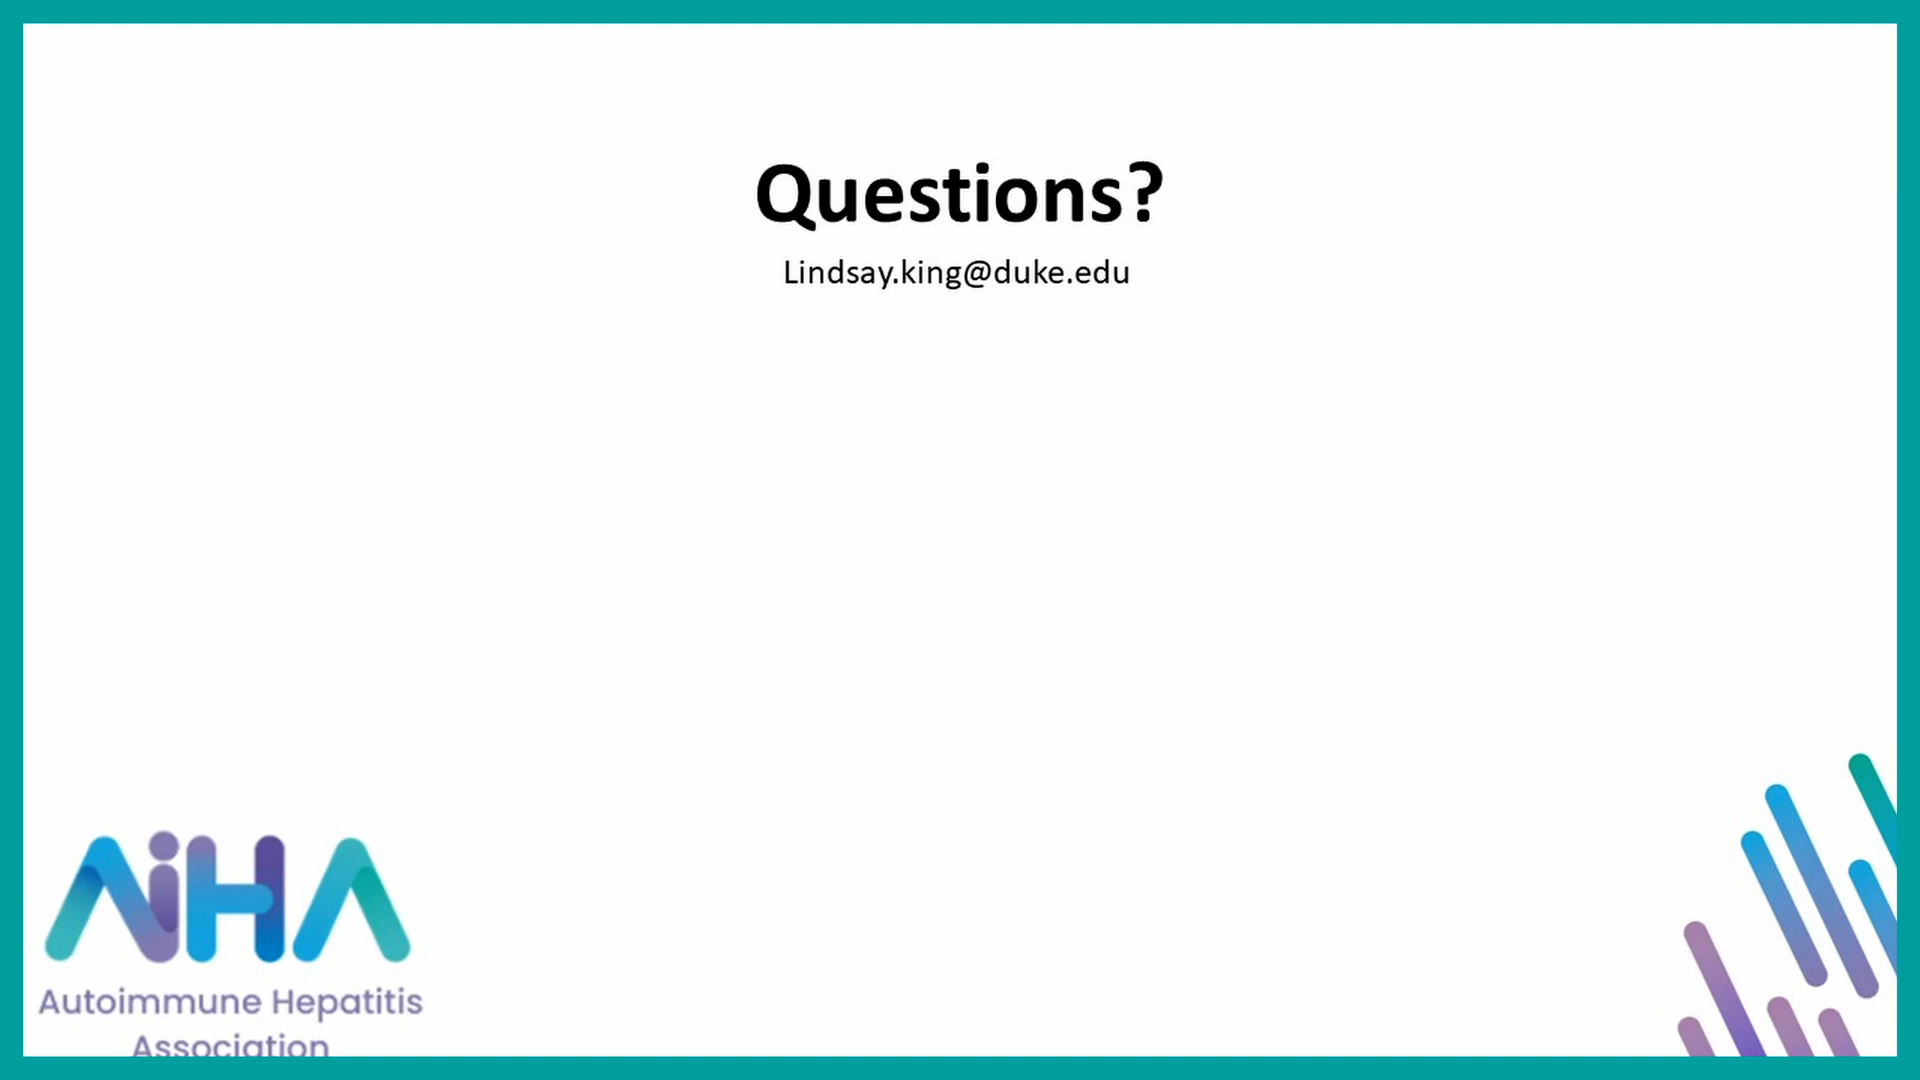 Questions?
Lindsay.king@duke.edu
AiHA
Autoimmune Hepatitis
Association